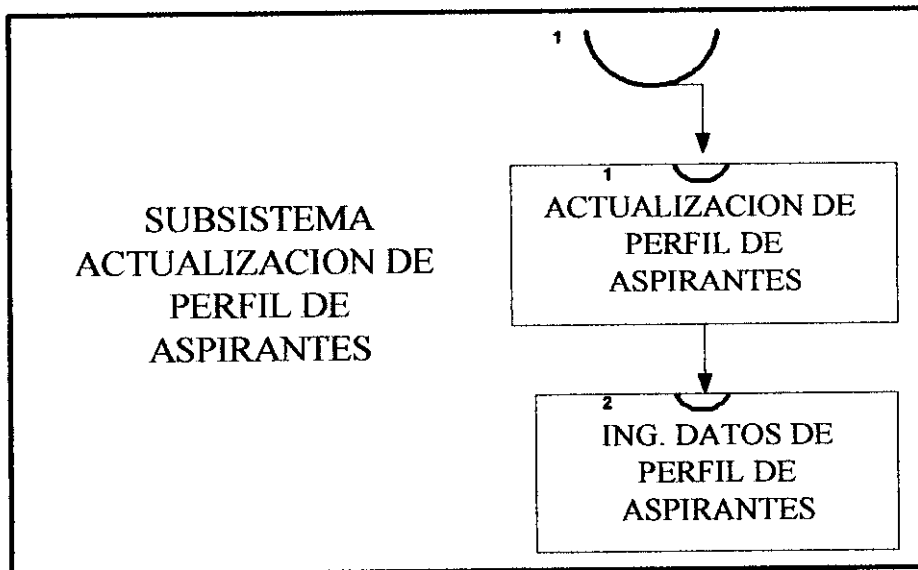 1
SUBSISTEMA
ACTUALIZACION DE
PERFIL DE
ASPIRANTES
1
ACTUALIZACION DE
PERFIL DE
ASPIRANTES
2
ING. DATOS DE
PERFIL DE
ASPIRANTES